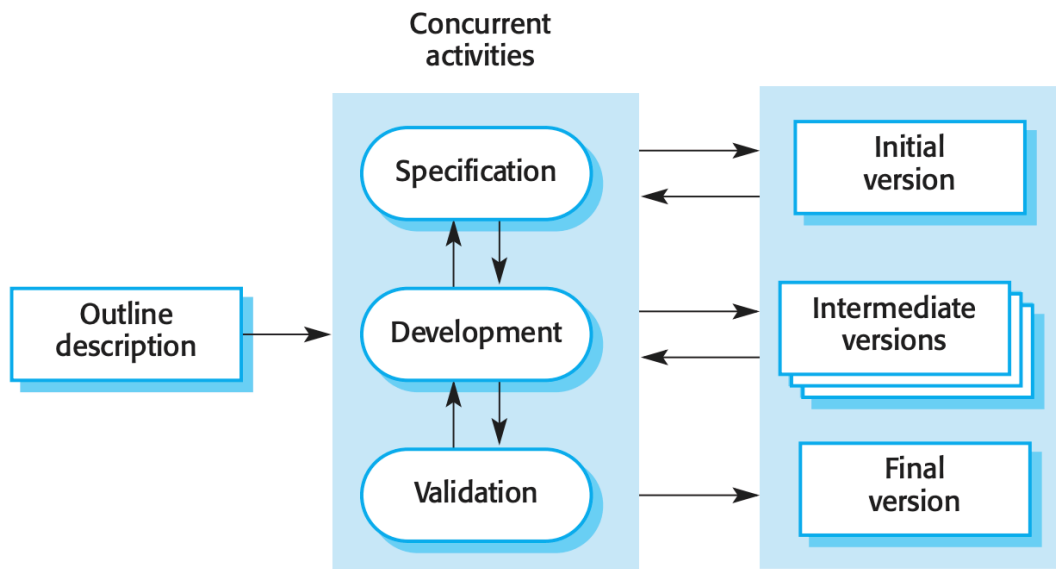 Concurrent
activities
Specification
Initial
version
Outline
description
Development
Intermediate
versions
Validation
Final
version